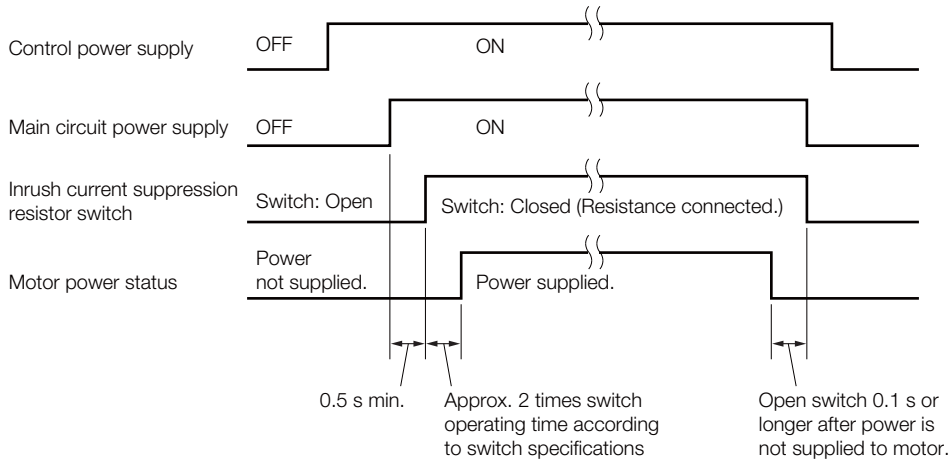 Control power supply
OFF
ON
Main circuit power supply
OFF
ON
Inrush current suppression
resistor switch
Switch: Open
Switch: Closed (Resistance connected.)
Motor power status
Power
not supplied.
Power supplied.
0.5 s min.
Approx. 2 times switch
operating time according
to switch specifications
Open switch 0.1 s or
longer after power is
not supplied to motor.